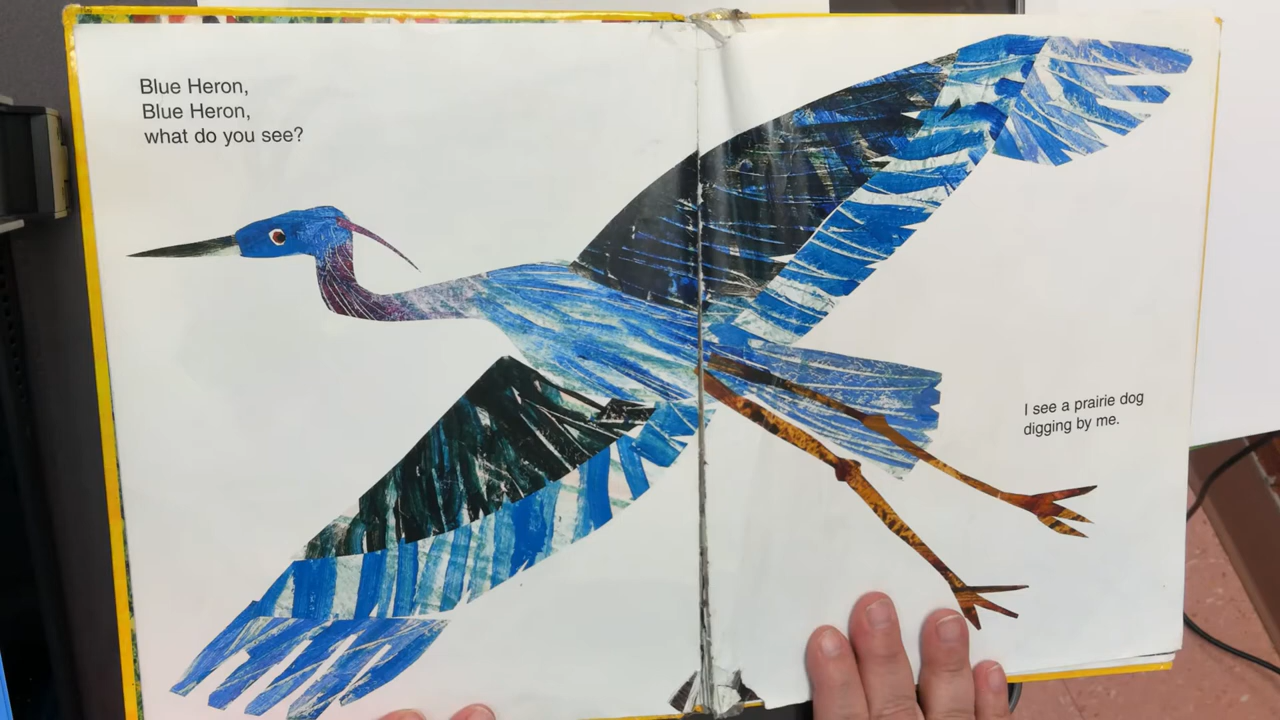 Blue Heron,
Blue Heron,
what do you see?
I see a prairie dog
digging by me.